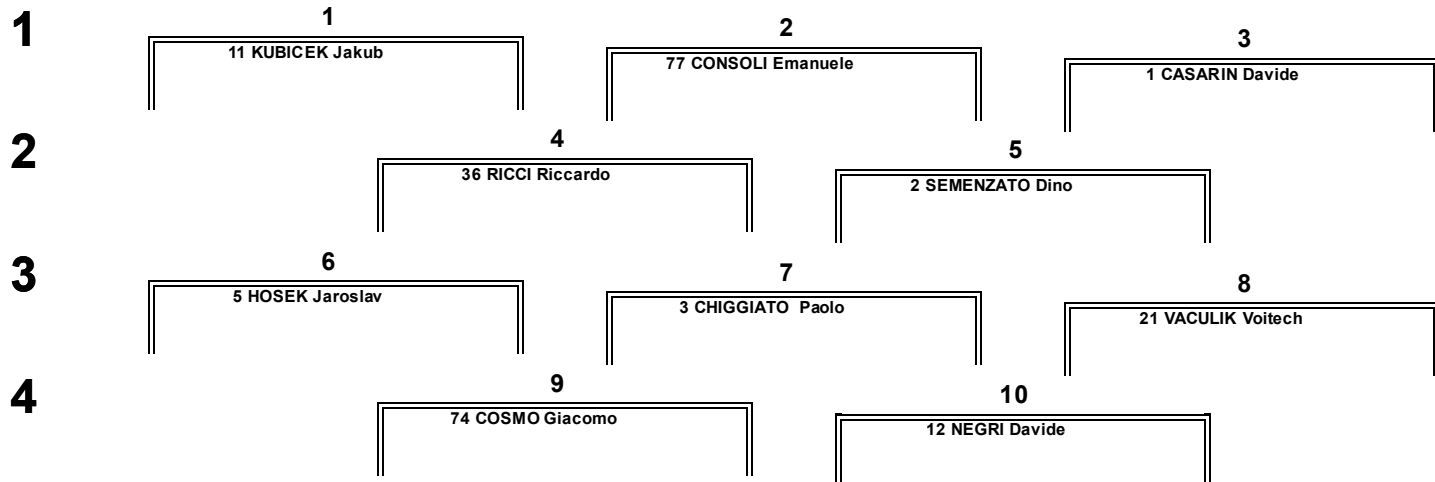 1
1
2
3
11 KUBICEK Jakub
77 CONSOLI Emanuele
1 CASARIN Davide
2
4
5
36 RICCI Riccardo
2 SEMENZATO Dino
3
6
7
8
5 HOSEK Jaroslav
3 CHIGGIATO Paolo
21 VACULIK Voitech
4
9
10
74 COSMO Giacomo
12 NEGRI Davide